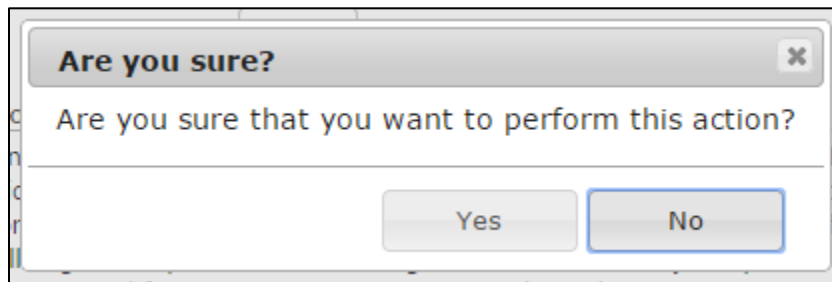 Are you sure?
Are you sure that you want to perform this action?
Yes No